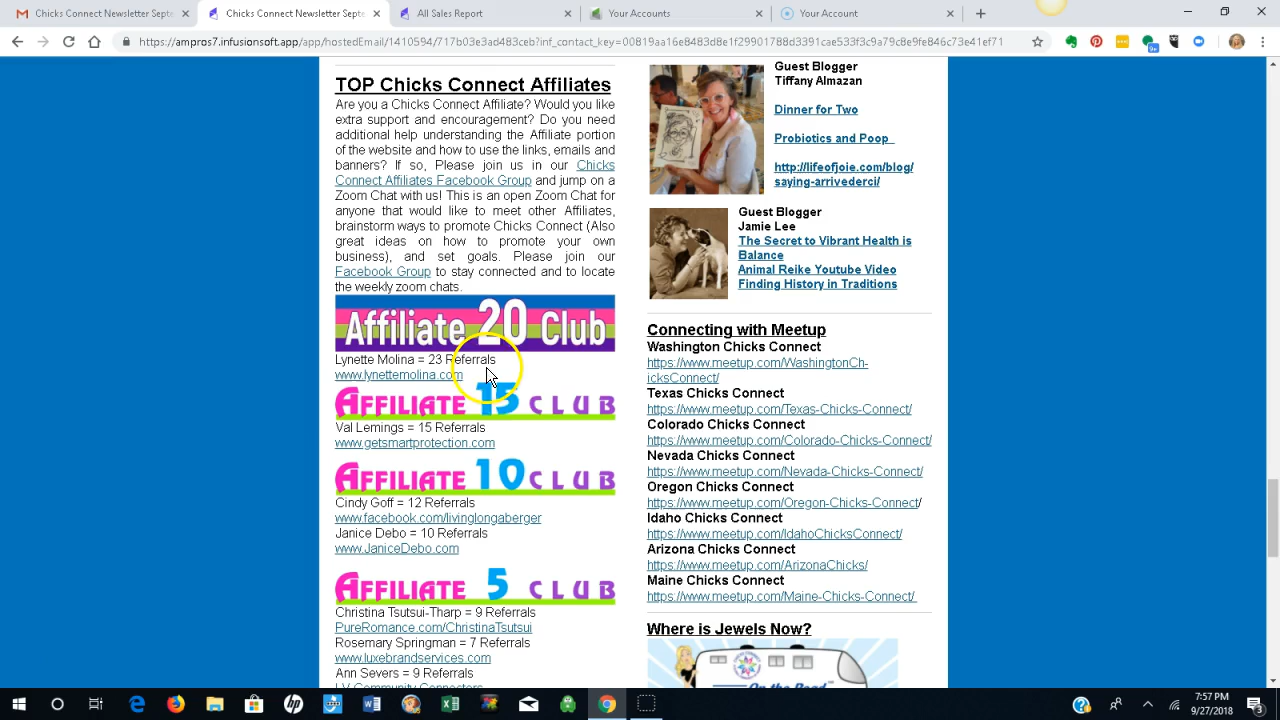 Chicks Connect Newsletter Septe
Chicks Connect Newsletter Septe
All Sales Report
Your Accounts
Your Accounts
https://ampros7.infusionsoft.app/app/hostedEmail/1410594/712b03e3ad483ceb?inf_contact_key=00819aa16e8483d8e1f29901788d3391cae533f3c9a79c8e9fe846c73e41ef71
TOP Chicks Connect Affiliates
Are you a Chicks Connect Affiliate? Would you like
extra support and encouragement? Do you need
additional help understanding the Affiliate portion
of the website and how to use the links, emails and
banners? If so, Please join us in our Chicks
Connect Affiliates Facebook Group and jump on a
Zoom Chat with us! This is an open Zoom Chat for
anyone that would like to meet other Affiliates,
brainstorm ways to promote Chicks Connect (Also
great ideas on how to promote your own
business), and set goals. Please join our
Facebook Group to stay connected and to locate
the weekly zoom chats.
Affiliate 20 Club
Lynette Molina = 23 Referrals
www.lynettemolina.com
AFFILIATE 15 CLUB
Val Lemings = 15 Referrals
www.getsmartprotection.com
AFFILIATE 10 CLUB
Cindy Goff = 12 Referrals
www.facebook.com/livinglongaberger
Janice Debo = 10 Referrals
www.JaniceDebo.com
AFFILIATE 5 CLUB
Christina Tsutsui-Tharp = 9 Referrals
PureRomance.com/ChristinaTsutsui
Rosemary Springman = 7 Referrals
www.luxebrandservices.com
Ann Severs = 9 Referrals
LV Community Connectors
Guest Blogger
Tiffany Almazan
Dinner for Two
Probiotics and Poop
http://lifeofjoie.com/blog/
saying-arrivederci/
Guest Blogger
Jamie Lee
The Secret to Vibrant Health is
Balance
Animal Reike Youtube Video
Finding History in Traditions
Connecting with Meetup
Washington Chicks Connect
https://www.meetup.com/WashingtonCh-
icksConnect/
Texas Chicks Connect
https://www.meetup.com/Texas-Chicks-Connect/
Colorado Chicks Connect
https://www.meetup.com/Colorado-Chicks-Connect/
Nevada Chicks Connect
https://www.meetup.com/Nevada-Chicks-Connect/
Oregon Chicks Connect
https://www.meetup.com/Oregon-Chicks-Connect/
Idaho Chicks Connect
https://www.meetup.com/IdahoChicksConnect/
Arizona Chicks Connect
https://www.meetup.com/ArizonaChicks/
Maine Chicks Connect
https://www.meetup.com/Maine-Chicks-Connect/
Where is Jewels Now?
On the Road
7:57 PM
9/27/2018